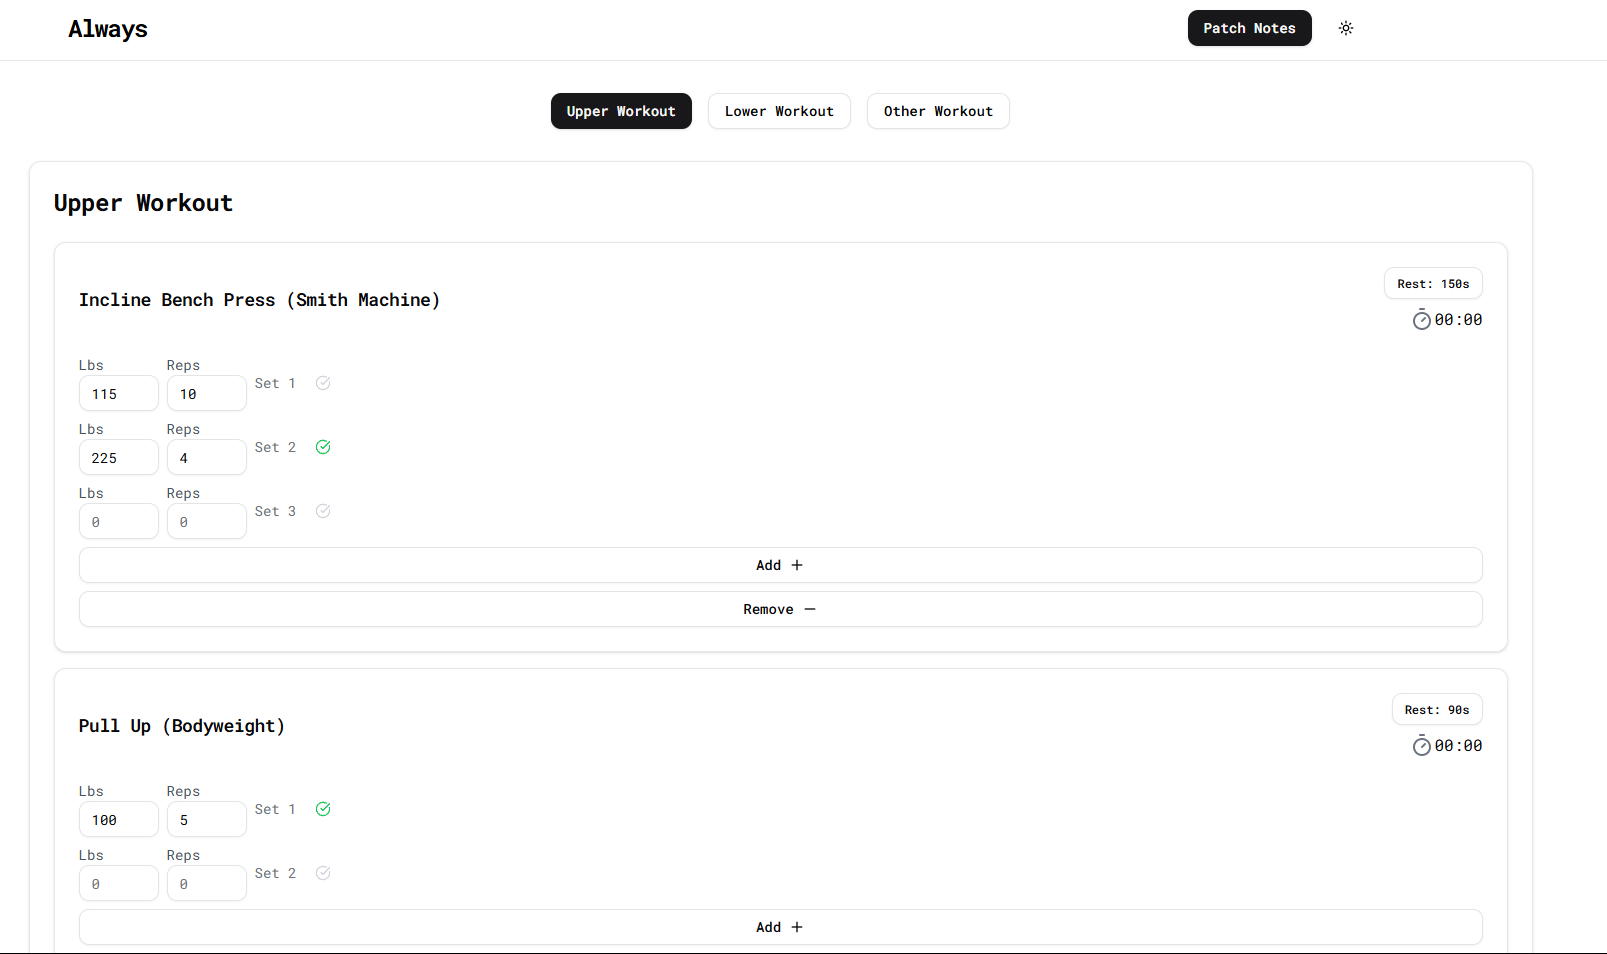 Always
Patch Notes
Upper Workout
Lower Workout
Other Workout
Upper Workout
Incline Bench Press (Smith Machine)
Rest: 150s
00:00
Lbs Reps
115 10 Set 1
Lbs Reps
225 4 Set 2
Lbs Reps
0 0 Set 3
Add +
Remove −
Pull Up (Bodyweight)
Rest: 90s
00:00
Lbs Reps
100 5 Set 1
Lbs Reps
0 0 Set 2
Add +